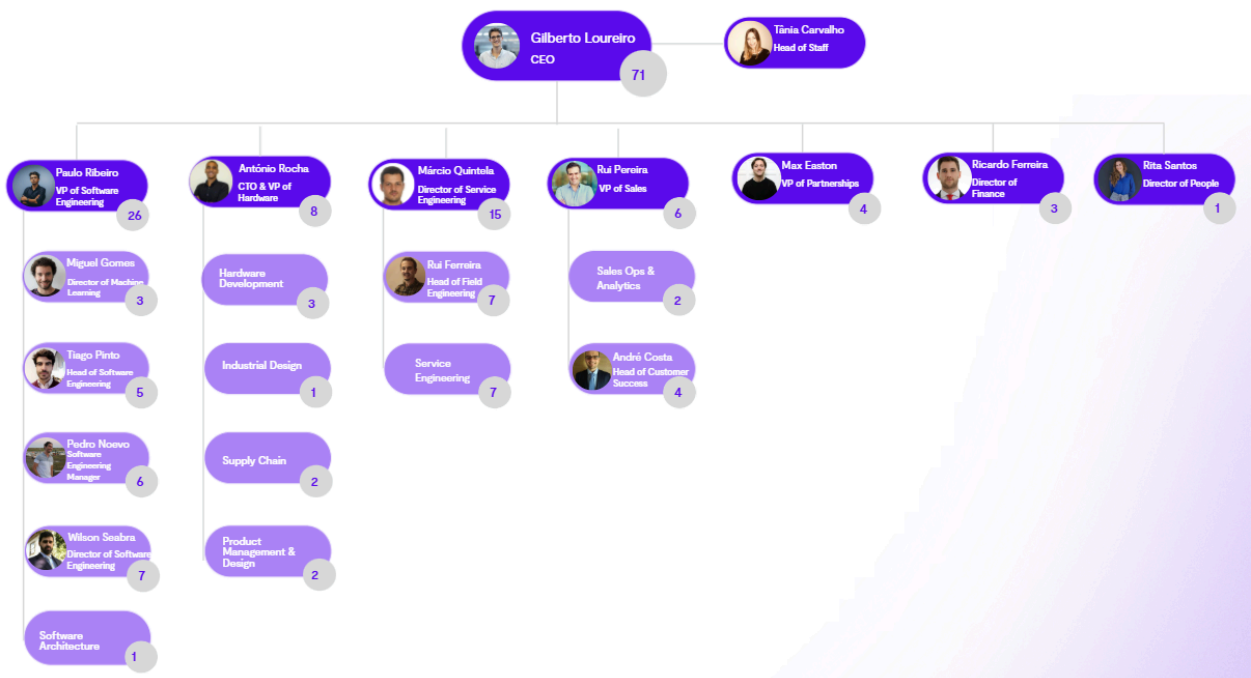 Gilberto Loureiro
CEO
71
Tânia Carvalho
Head of Staff
Paulo Ribeiro
VP of Software
Engineering
26
António Rocha
CTO & VP of
Hardware
8
Márcio Quintela
Director of Service
Engineering
15
Rui Pereira
VP of Sales
6
Max Easton
VP of Partnerships
4
Ricardo Ferreira
Director of
Finance
3
Rita Santos
Director of People
1
Miguel Gomes
Director of Machine
Learning
3
Hardware
Development
3
Rui Ferreira
Head of Field
Engineering
7
Sales Ops &
Analytics
2
Tiago Pinto
Head of Software
Engineering
5
Industrial Design
1
Service
Engineering
7
André Costa
Head of Customer
Success
4
Pedro Noevo
Software
Engineering
Manager
6
Supply Chain
2
Wilson Seabra
Director of Software
Engineering
7
Product
Management &
Design
2
Software
Architecture
1